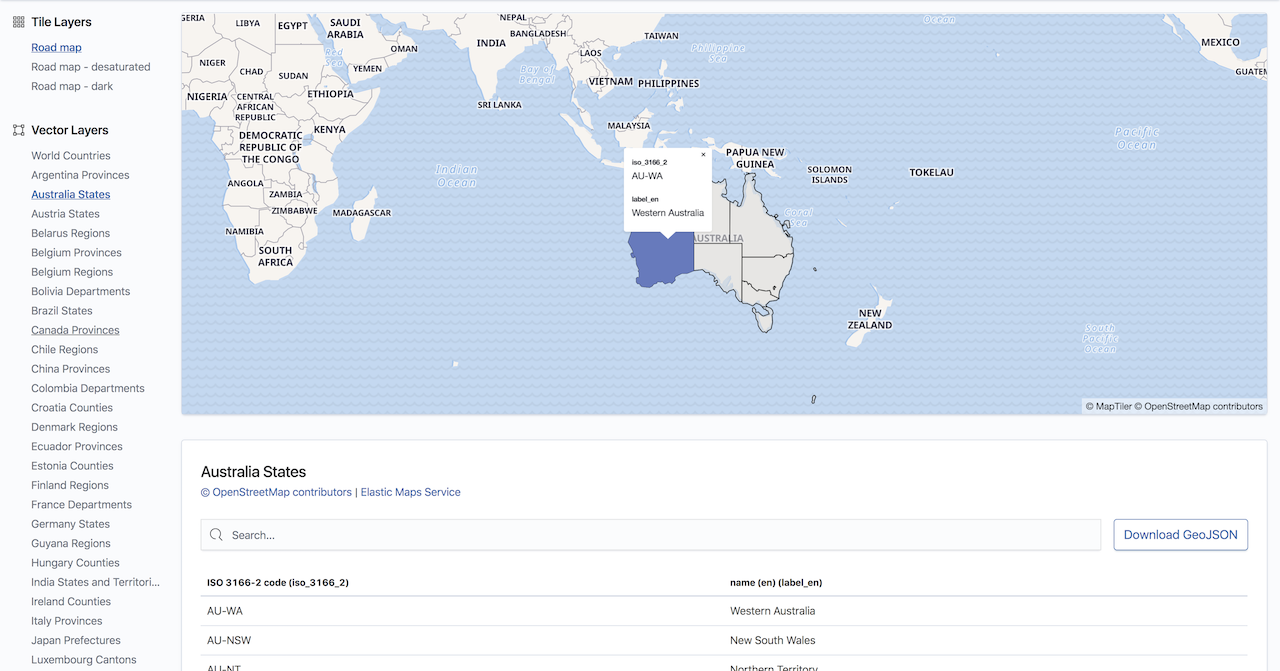 Tile Layers
Road map
Road map - desaturated
Road map - dark
Vector Layers
World Countries
Argentina Provinces
Australia States
Austria States
Belarus Regions
Belgium Provinces
Belgium Regions
Bolivia Departments
Brazil States
Canada Provinces
Chile Regions
China Provinces
Colombia Departments
Croatia Counties
Denmark Regions
Ecuador Provinces
Estonia Counties
Finland Regions
France Departments
Germany States
Guyana Regions
Hungary Counties
India States and Territori...
Ireland Counties
Italy Provinces
Japan Prefectures
Luxembourg Cantons
GERIA
LIBYA
EGYPT
SAUDI
ARABIA
Red
Sea
OMAN
NIGER
CHAD
SUDAN
YEMEN
NIGERIA
CENTRAL
AFRICAN
REPUBLIC
ETHIOPIA
DEMOCRATIC
REPUBLIC OF
THE CONGO
KENYA
ANGOLA
ZAMBIA
ZIMBABWE
MADAGASCAR
NAMIBIA
SOUTH
AFRICA
NEPAL
BANGLADESH
INDIA
Bay of
Bengal
LAOS
TAIWAN
Philippine
Sea
VIETNAM
PHILIPPINES
SRI LANKA
MALAYSIA
Indian
Ocean
PAPUA NEW
GUINEA
SOLOMON
ISLANDS
TOKELAU
Coral
Sea
AUSTRALIA
NEW
ZEALAND
Ocean
MEXICO
GUATEM
Pacific
Ocean
South
Pacific
Ocean
×
iso_3166_2
AU-WA
label_en
Western Australia
© MapTiler © OpenStreetMap contributors
Australia States
© OpenStreetMap contributors | Elastic Maps Service
Search...
Download GeoJSON
ISO 3166-2 code (iso_3166_2) name (en) (label_en)
AU-WA Western Australia
AU-NSW New South Wales
AU-NT Northern Territory